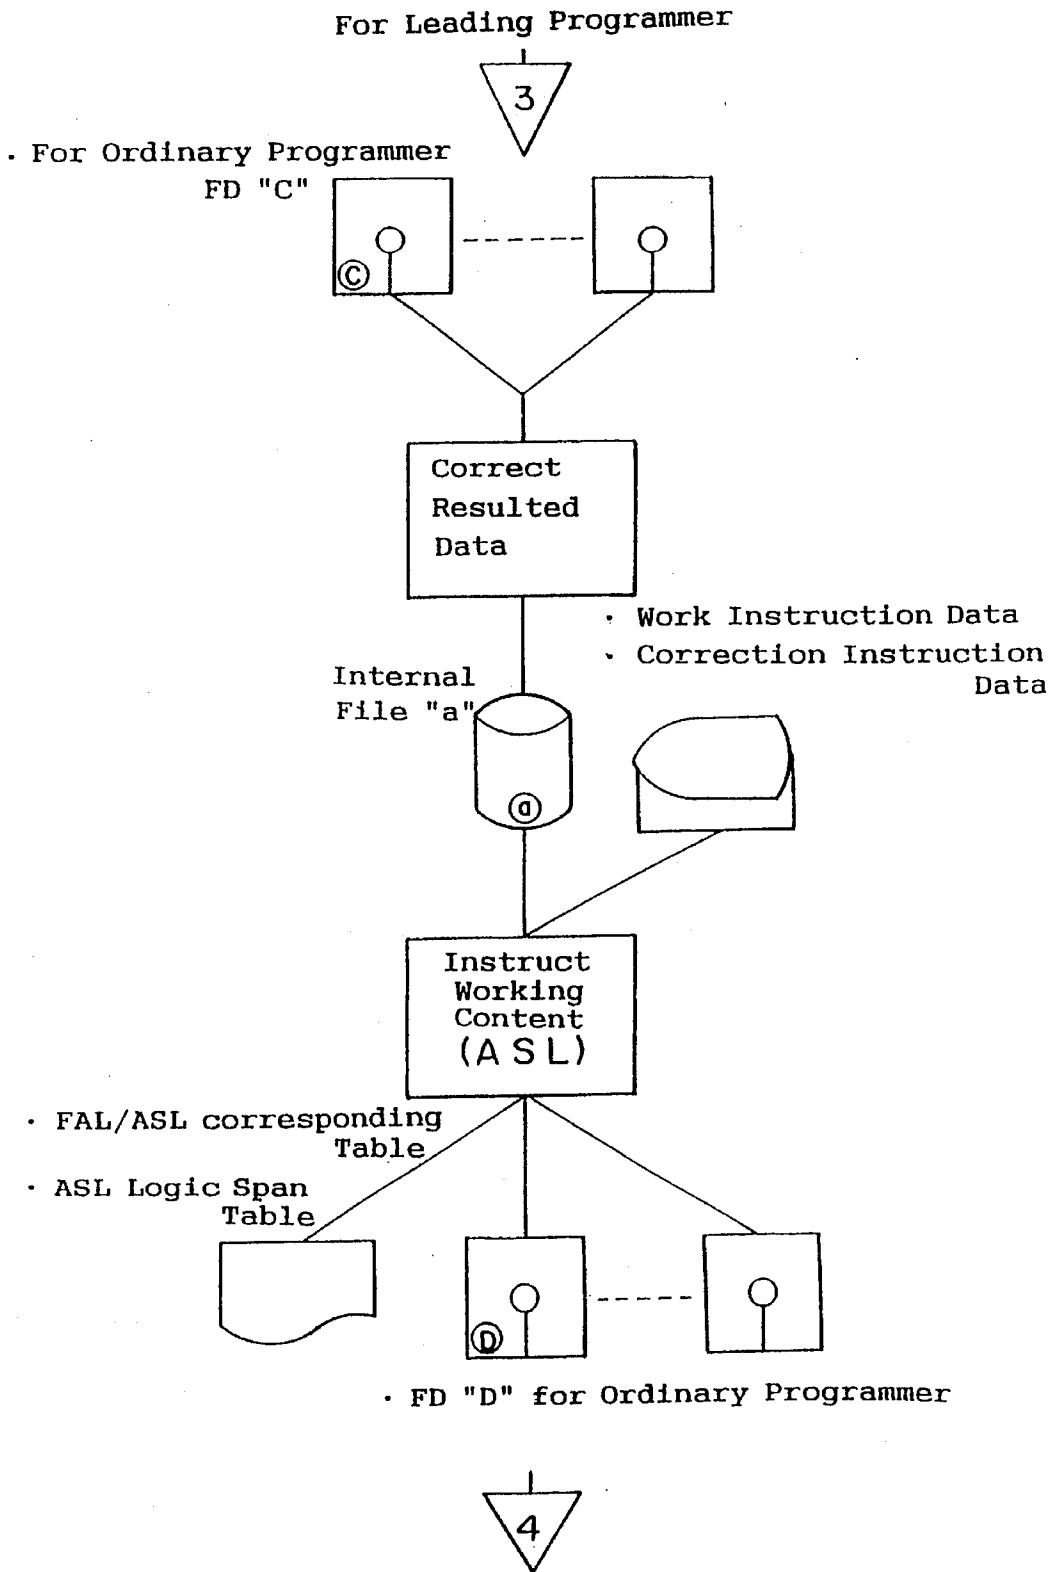 For Leading Programmer
3
· For Ordinary Programmer
FD "C"
C
Correct
Resulted
Data
· Work Instruction Data
· Correction Instruction
Data
Internal
File "a"
a
Instruct
Working
Content
(ASL)
· FAL/ASL corresponding
Table
· ASL Logic Span
Table
D
· FD "D" for Ordinary Programmer
4